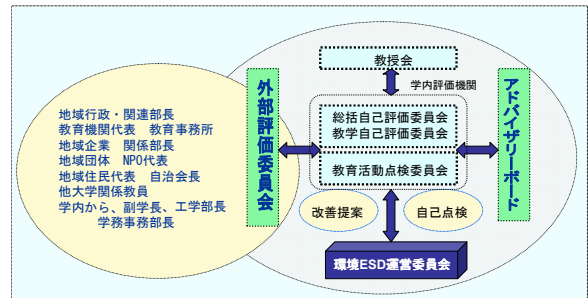 教授会
学内評価機関
外部評価委員会
総括自己評価委員会
教学自己評価委員会
教育活動点検委員会
アドバイザリーボード
地域行政・関連部長
教育機関代表 教育事務所
地域企業 関係部長
地域団体 NPO代表
地域住民代表 自治会長
他大学関係教員
学内から、副学長、工学部長
学務事務部長
改善提案
自己点検
環境ESD運営委員会